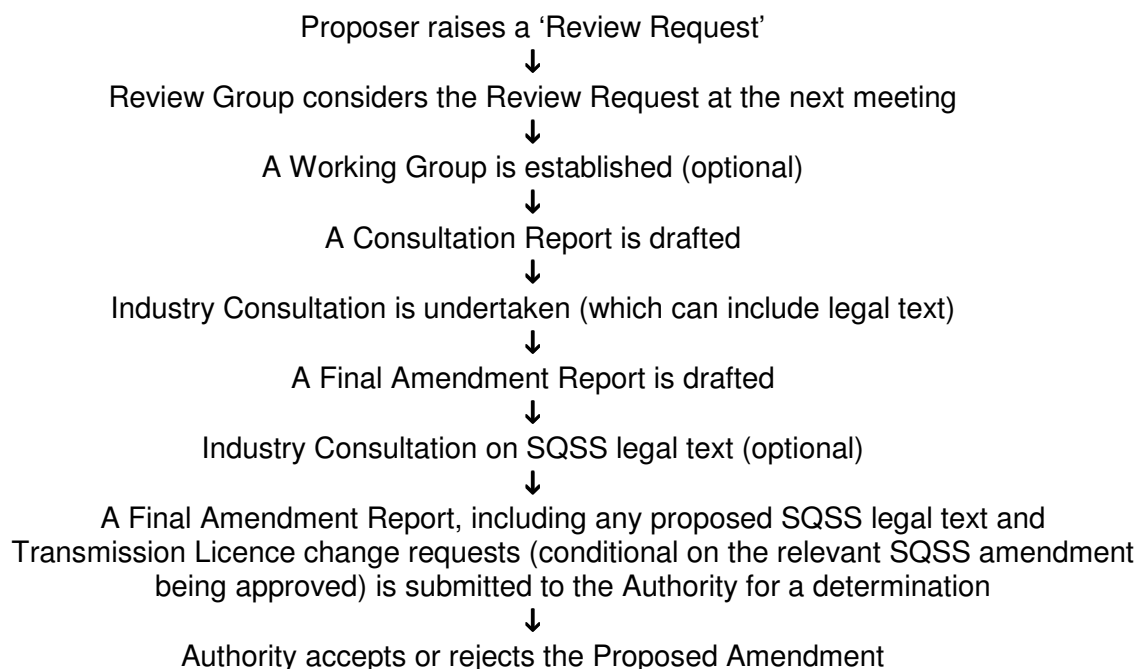 Proposer raises a ‘Review Request’
↓
Review Group considers the Review Request at the next meeting
↓
A Working Group is established (optional)
↓
A Consultation Report is drafted
↓
Industry Consultation is undertaken (which can include legal text)
↓
A Final Amendment Report is drafted
↓
Industry Consultation on SQSS legal text (optional)
↓
A Final Amendment Report, including any proposed SQSS legal text and
Transmission Licence change requests (conditional on the relevant SQSS amendment
being approved) is submitted to the Authority for a determination
↓
Authority accepts or rejects the Proposed Amendment